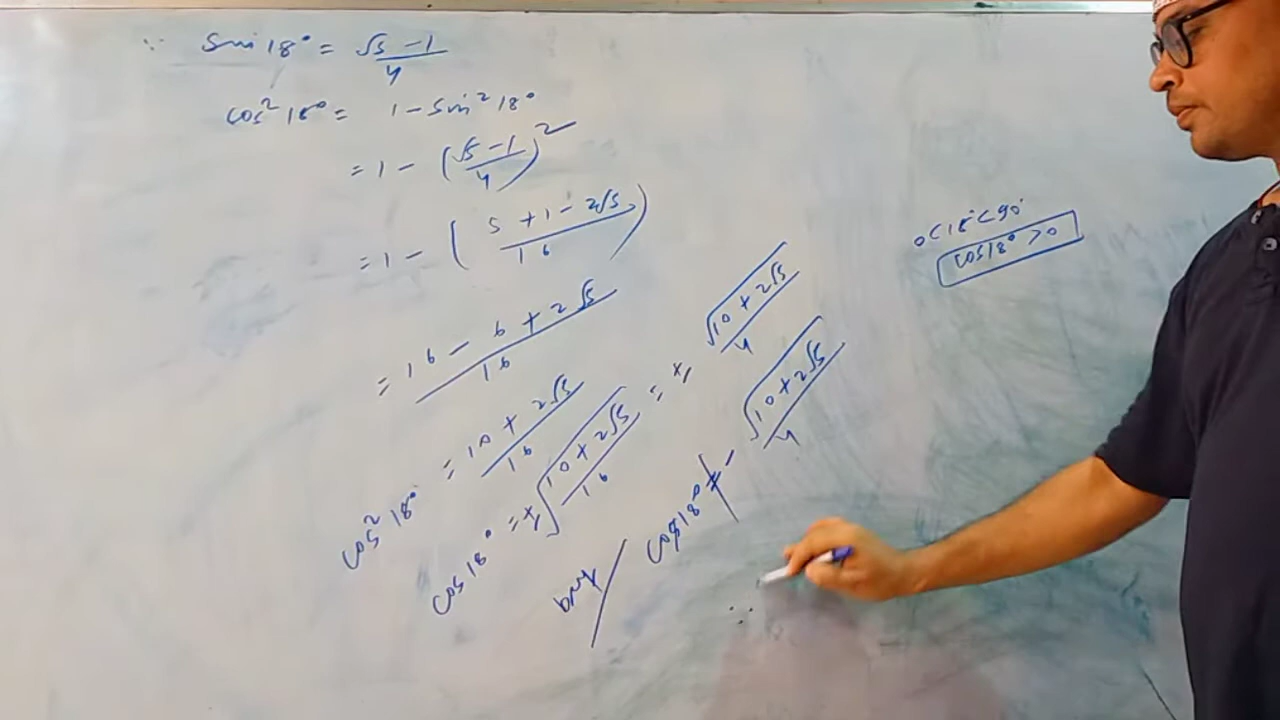 ∵ Sin 18° = √5 - 1 / 4
cos² 18° = 1 - Sin² 18°
= 1 - (√5 - 1 / 4)²
= 1 - (5 + 1 - 2√5 / 16)
= 16 - 6 + 2√5 / 16
cos² 18° = 10 + 2√5 / 16
cos 18° = ± √(10 + 2√5 / 16) = ± √(10 + 2√5) / 4
but cos 18° ≠ - √(10 + 2√5) / 4
∵
0 < 18° < 90°
cos 18° > 0